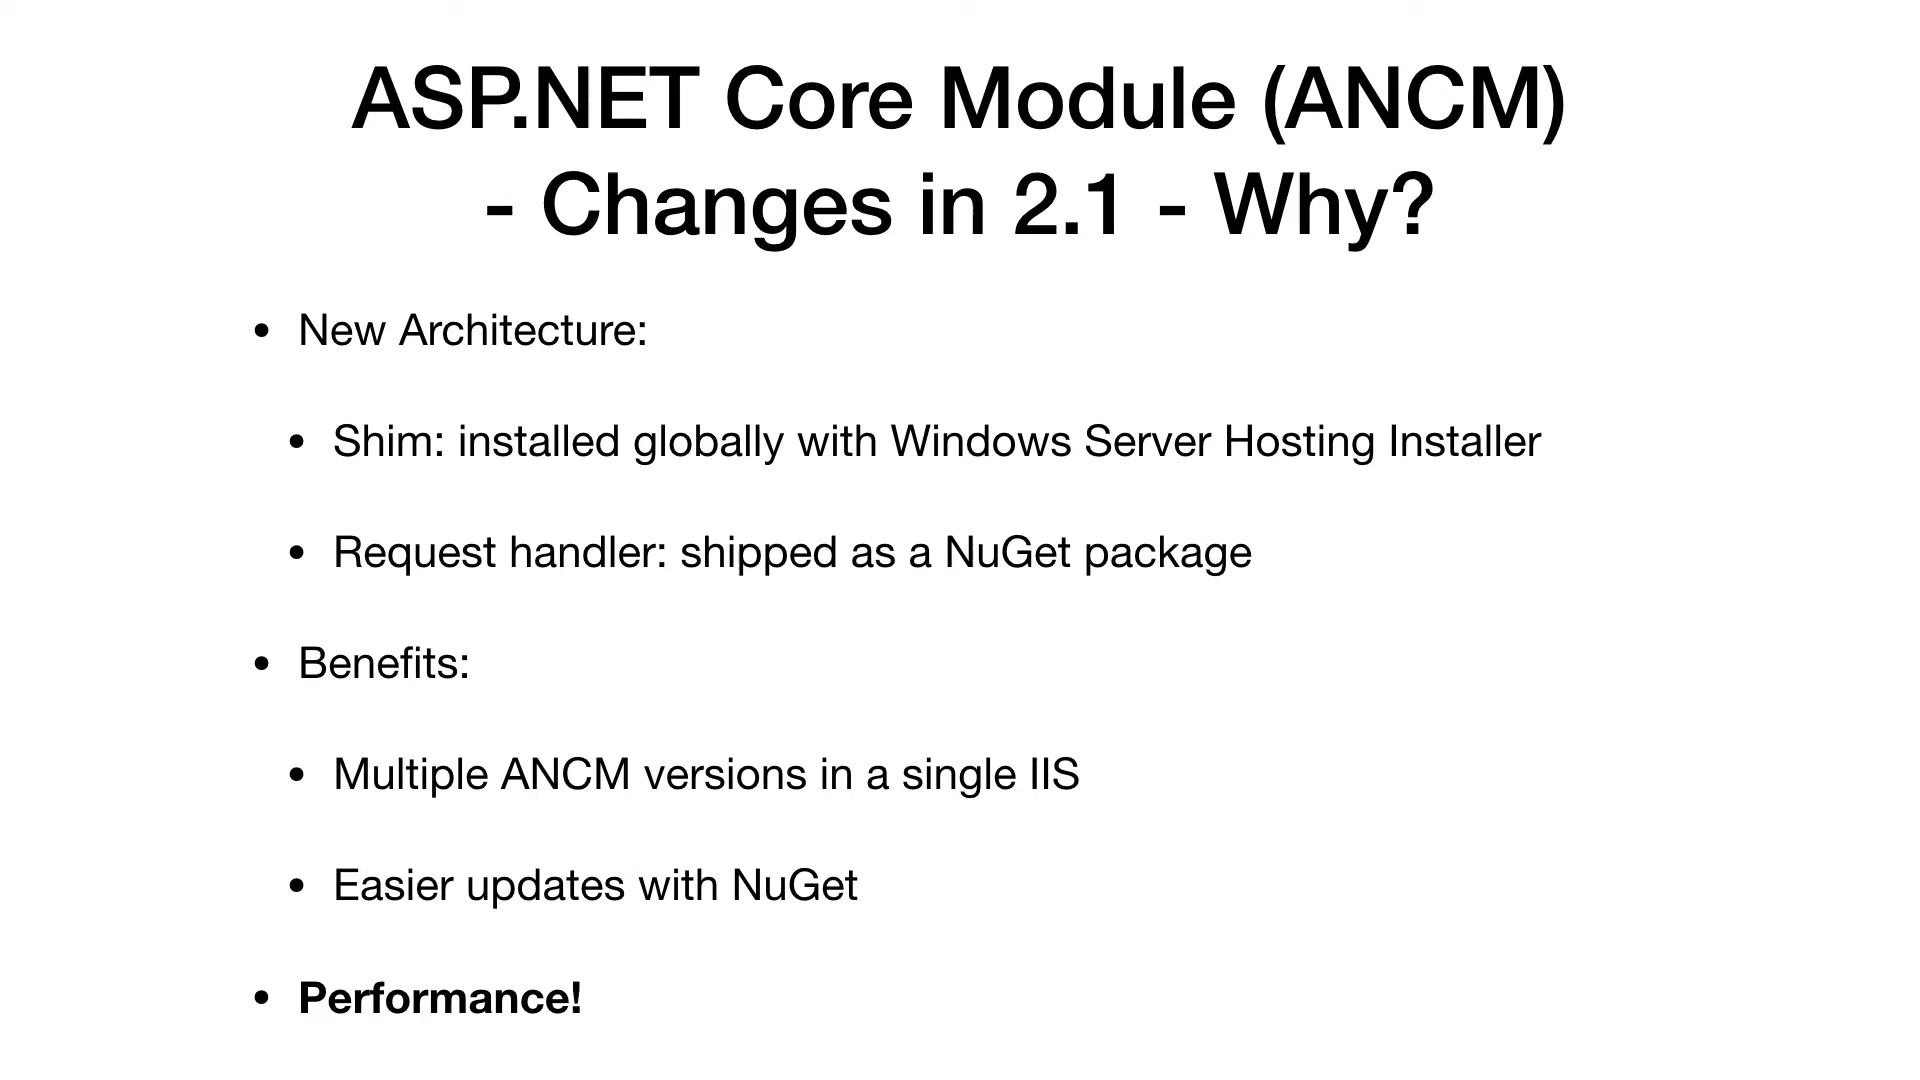 ASP.NET Core Module (ANCM)
- Changes in 2.1 - Why?
• New Architecture:
• Shim: installed globally with Windows Server Hosting Installer
• Request handler: shipped as a NuGet package
• Benefits:
• Multiple ANCM versions in a single IIS
• Easier updates with NuGet
• Performance!